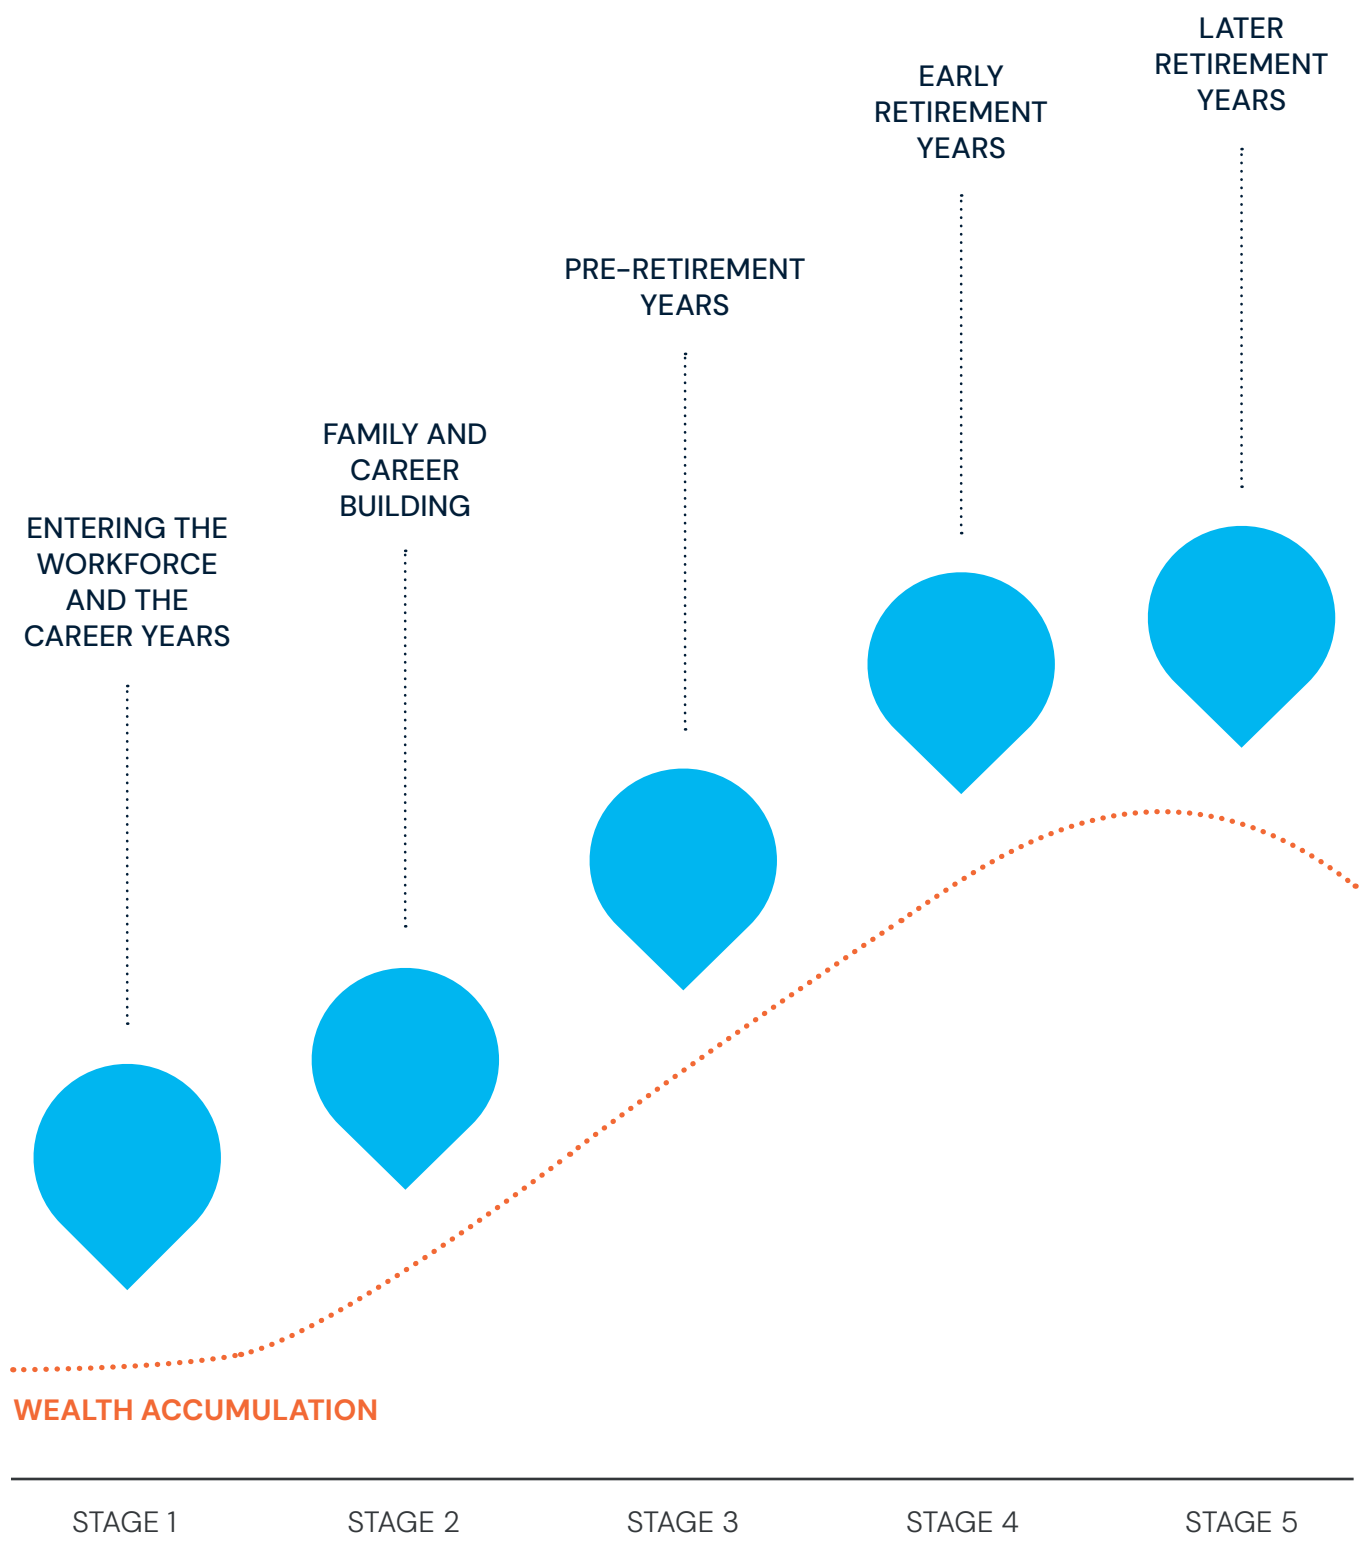 ENTERING THE
WORKFORCE
AND THE
CAREER YEARS
FAMILY AND
CAREER
BUILDING
PRE-RETIREMENT
YEARS
EARLY
RETIREMENT
YEARS
LATER
RETIREMENT
YEARS
WEALTH ACCUMULATION
STAGE 1
STAGE 2
STAGE 3
STAGE 4
STAGE 5